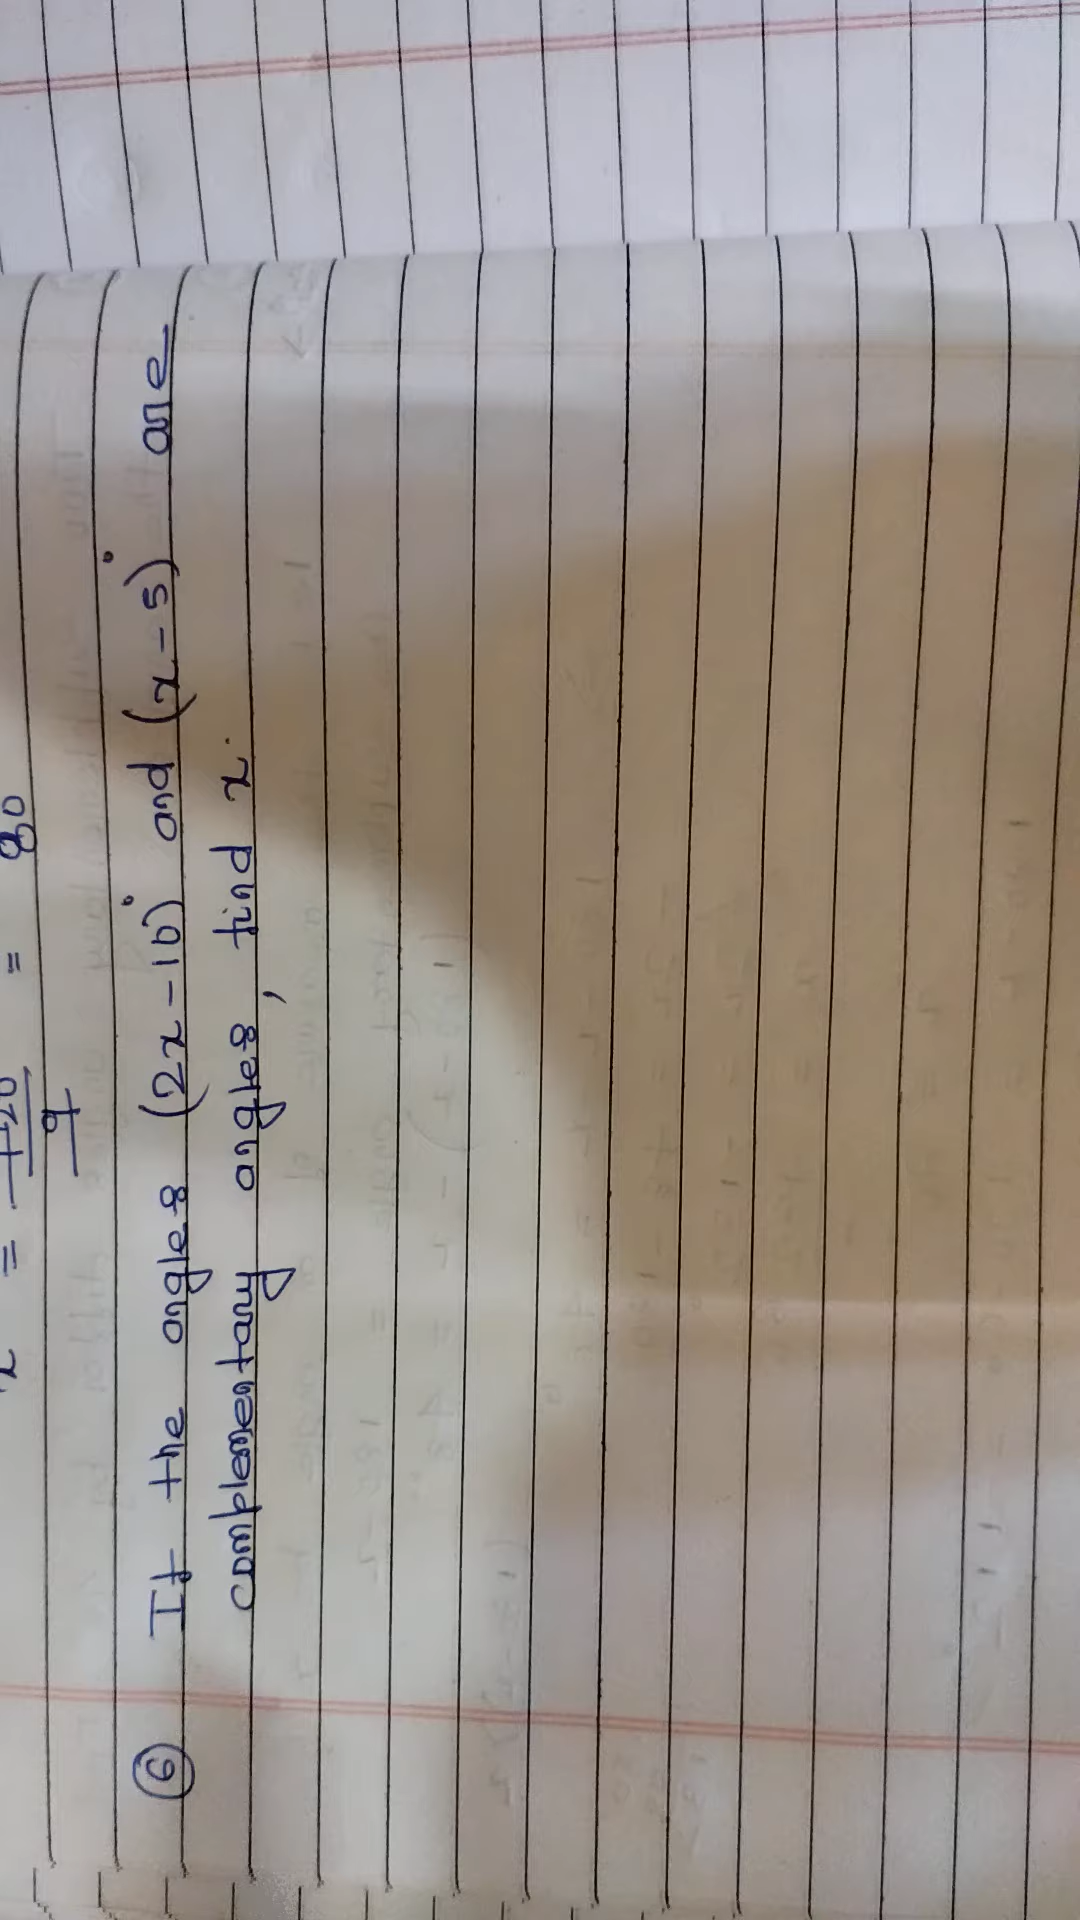 x = 720/9 = 80
⑥ If the angles (2x-10)° and (x-5)° are
complementary angles, find x.